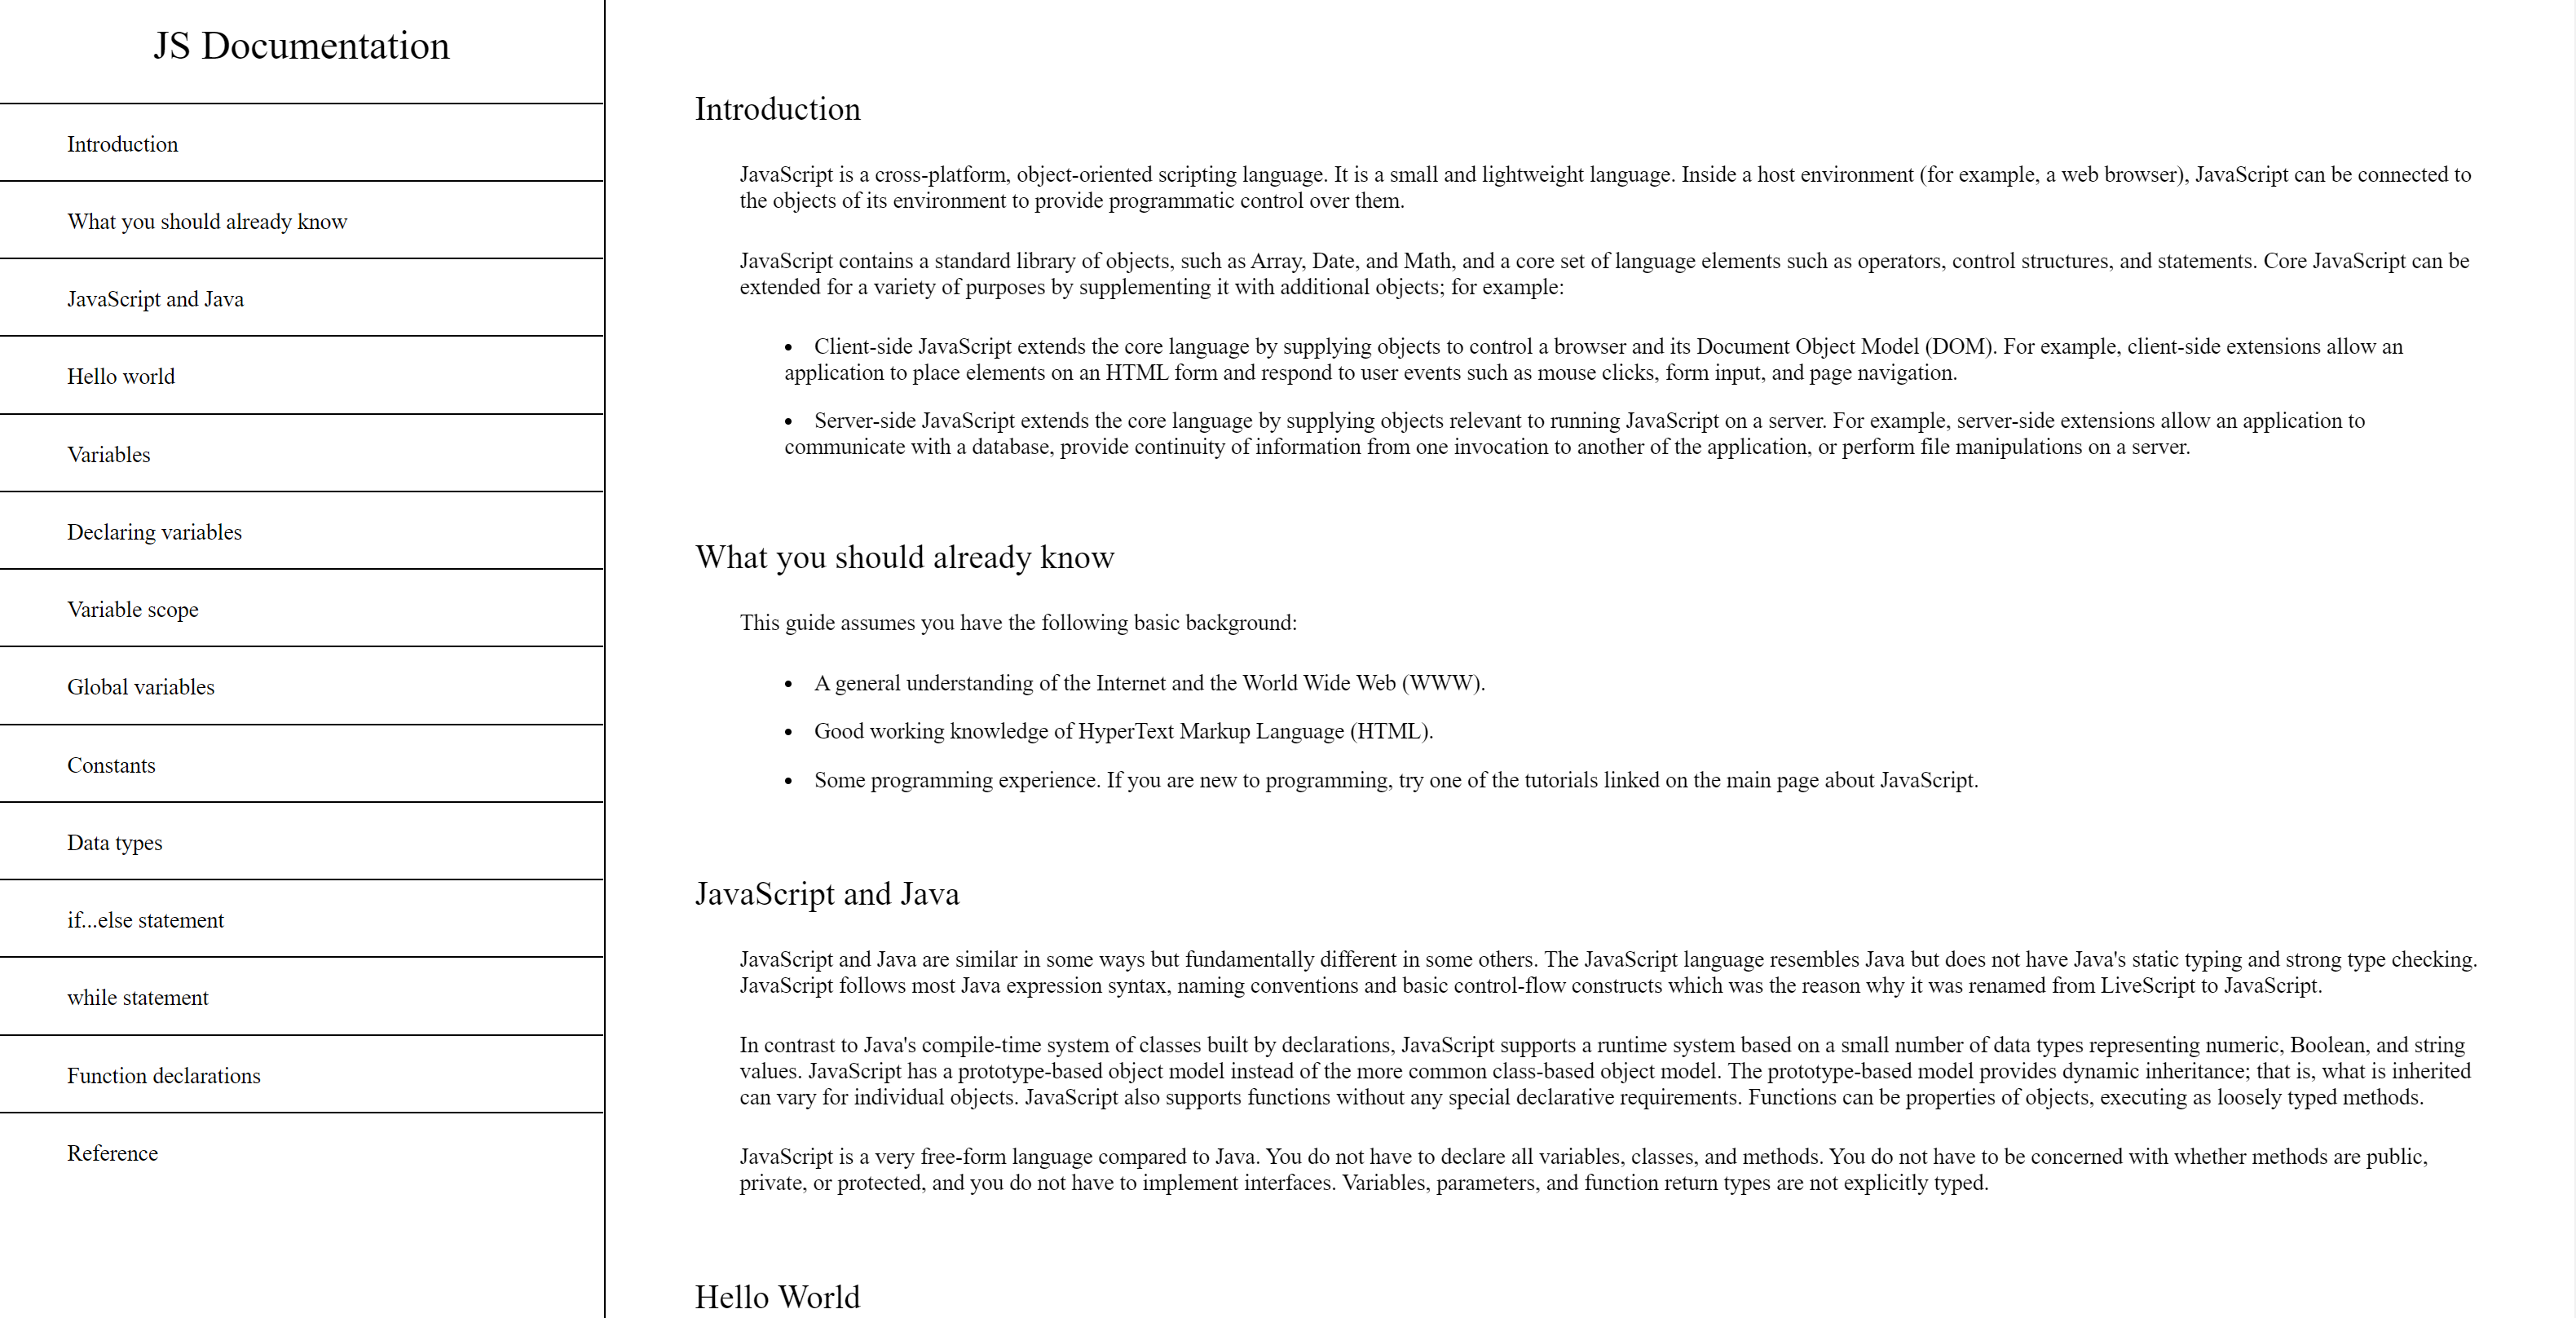 JS Documentation
Introduction
What you should already know
JavaScript and Java
Hello world
Variables
Declaring variables
Variable scope
Global variables
Constants
Data types
if...else statement
while statement
Function declarations
Reference
Introduction
JavaScript is a cross-platform, object-oriented scripting language. It is a small and lightweight language. Inside a host environment (for example, a web browser), JavaScript can be connected to
the objects of its environment to provide programmatic control over them.
JavaScript contains a standard library of objects, such as Array, Date, and Math, and a core set of language elements such as operators, control structures, and statements. Core JavaScript can be
extended for a variety of purposes by supplementing it with additional objects; for example:
• Client-side JavaScript extends the core language by supplying objects to control a browser and its Document Object Model (DOM). For example, client-side extensions allow an
application to place elements on an HTML form and respond to user events such as mouse clicks, form input, and page navigation.
• Server-side JavaScript extends the core language by supplying objects relevant to running JavaScript on a server. For example, server-side extensions allow an application to
communicate with a database, provide continuity of information from one invocation to another of the application, or perform file manipulations on a server.
What you should already know
This guide assumes you have the following basic background:
• A general understanding of the Internet and the World Wide Web (WWW).
• Good working knowledge of HyperText Markup Language (HTML).
• Some programming experience. If you are new to programming, try one of the tutorials linked on the main page about JavaScript.
JavaScript and Java
JavaScript and Java are similar in some ways but fundamentally different in some others. The JavaScript language resembles Java but does not have Java's static typing and strong type checking.
JavaScript follows most Java expression syntax, naming conventions and basic control-flow constructs which was the reason why it was renamed from LiveScript to JavaScript.
In contrast to Java's compile-time system of classes built by declarations, JavaScript supports a runtime system based on a small number of data types representing numeric, Boolean, and string
values. JavaScript has a prototype-based object model instead of the more common class-based object model. The prototype-based model provides dynamic inheritance; that is, what is inherited
can vary for individual objects. JavaScript also supports functions without any special declarative requirements. Functions can be properties of objects, executing as loosely typed methods.
JavaScript is a very free-form language compared to Java. You do not have to declare all variables, classes, and methods. You do not have to be concerned with whether methods are public,
private, or protected, and you do not have to implement interfaces. Variables, parameters, and function return types are not explicitly typed.
Hello World